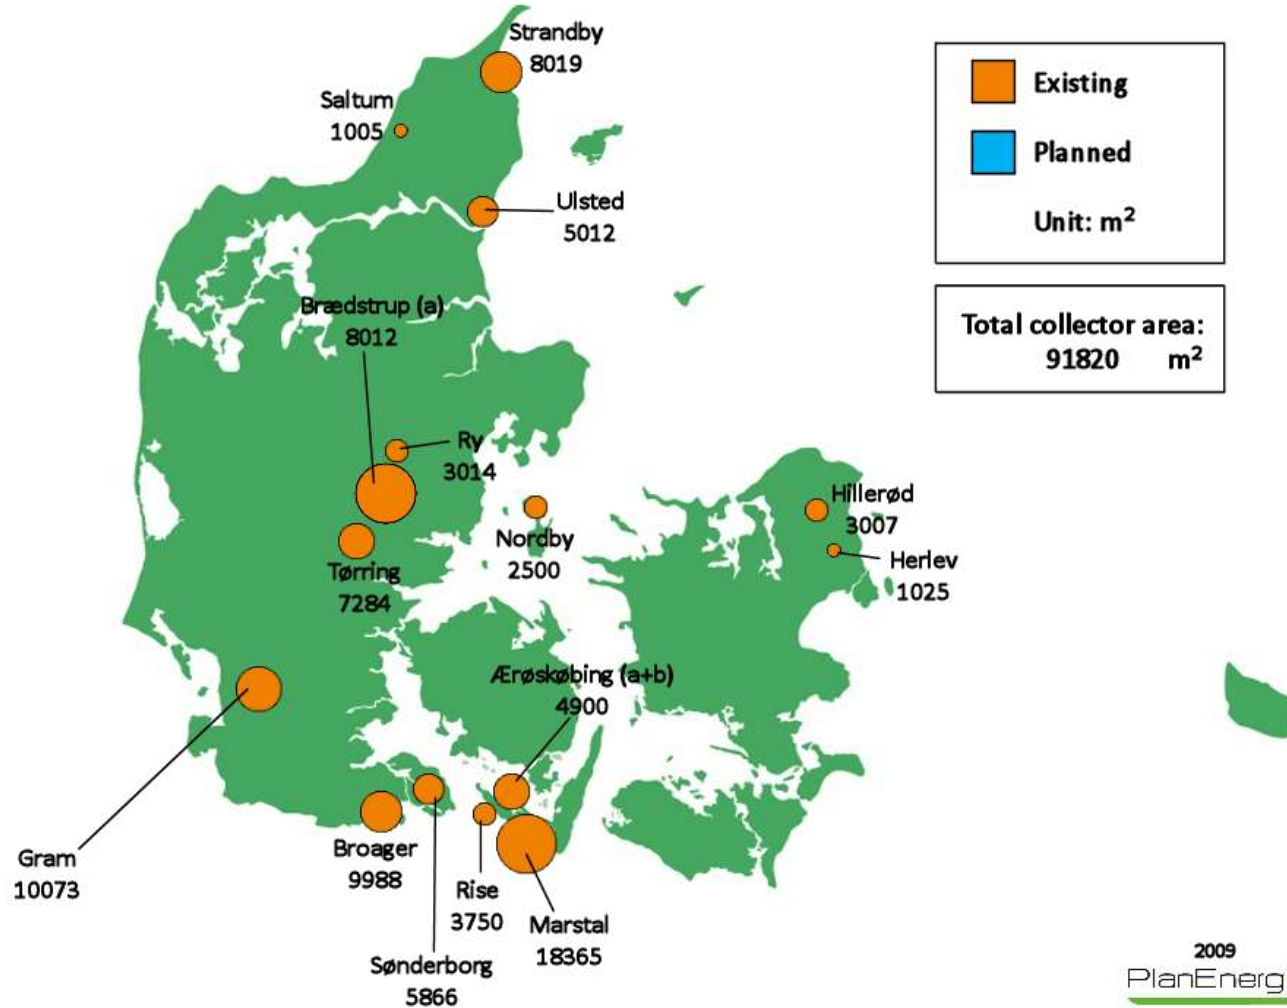 Strandby
8019
Saltum
1005
Ulsted
5012
Brædstrup (a)
8012
Ry
3014
Nordby
2500
Tørring
7284
Hillerød
3007
Herlev
1025
Ærøskøbing (a+b)
4900
Gram
10073
Broager
9988
Rise
3750
Marstal
18365
Sønderborg
5866
Existing
Planned
Unit: m²
Total collector area:
91820 m²
2009
PlanEnerg